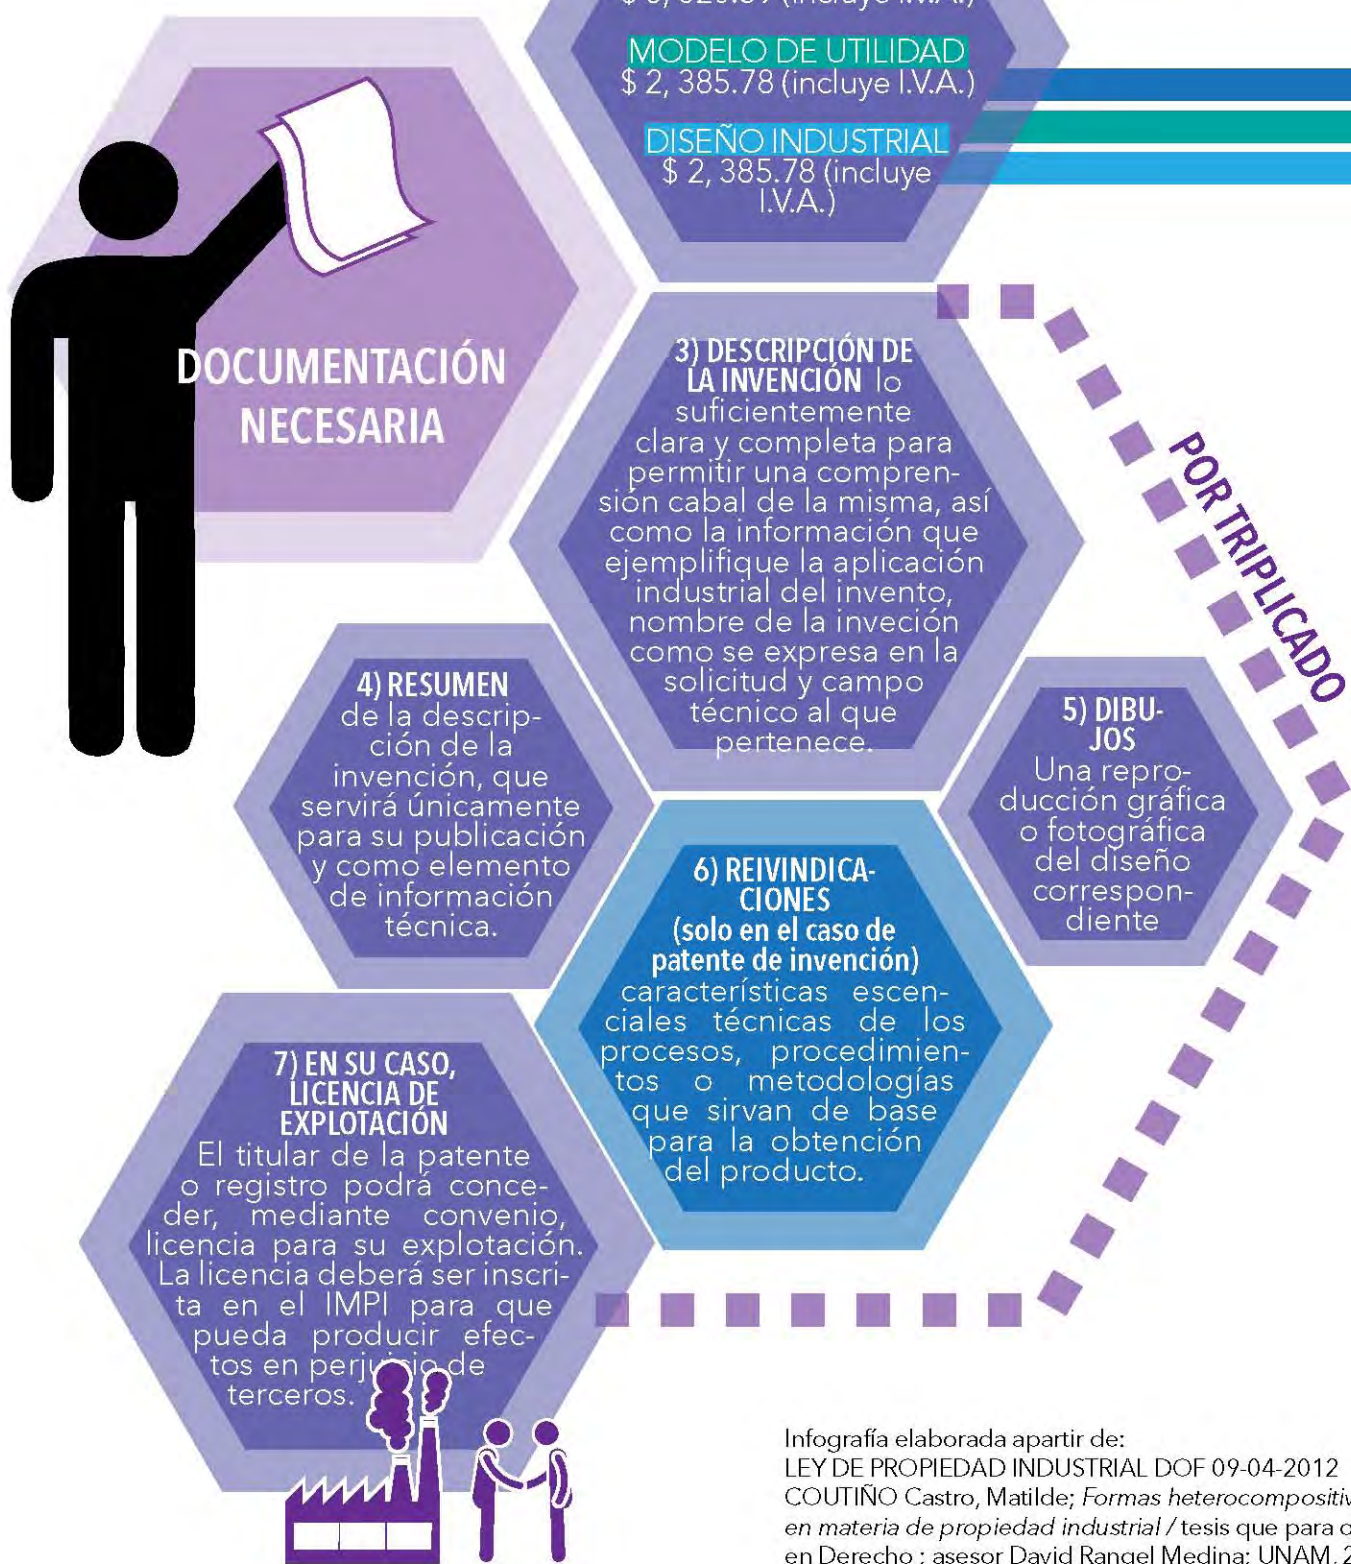 (incluye I.V.A.)
MODELO DE UTILIDAD
$ 2, 385.78 (incluye I.V.A.)
DISEÑO INDUSTRIAL
$ 2, 385.78 (incluye
I.V.A.)
DOCUMENTACIÓN
NECESARIA
3) DESCRIPCIÓN DE
LA INVENCIÓN lo
suficientemente
clara y completa para
permitir una compren-
sión cabal de la misma, así
como la información que
ejemplifique la aplicación
industrial del invento,
nombre de la inveción
como se expresa en la
solicitud y campo
técnico al que
pertenece.
POR TRIPLICADO
4) RESUMEN
de la descrip-
ción de la
invención, que
servirá únicamente
para su publicación
y como elemento
de información
técnica.
5) DIBU-
JOS
Una repro-
ducción gráfica
o fotográfica
del diseño
correspon-
diente
6) REIVINDICA-
CIONES
(solo en el caso de
patente de invención)
características escen-
ciales técnicas de los
procesos, procedimien-
tos o metodologías
que sirvan de base
para la obtención
del producto.
7) EN SU CASO,
LICENCIA DE
EXPLOTACIÓN
El titular de la patente
o registro podrá conce-
der, mediante convenio,
licencia para su explotación.
La licencia deberá ser inscri-
ta en el IMPI para que
pueda producir efec-
tos en perjuicio de
terceros.
Infografía elaborada apartir de:
LEY DE PROPIEDAD INDUSTRIAL DOF 09-04-2012
COUTIÑO Castro, Matilde; Formas heterocompositiv
en materia de propiedad industrial / tesis que para o
en Derecho ; asesor David Rangel Medina; UNAM, 2